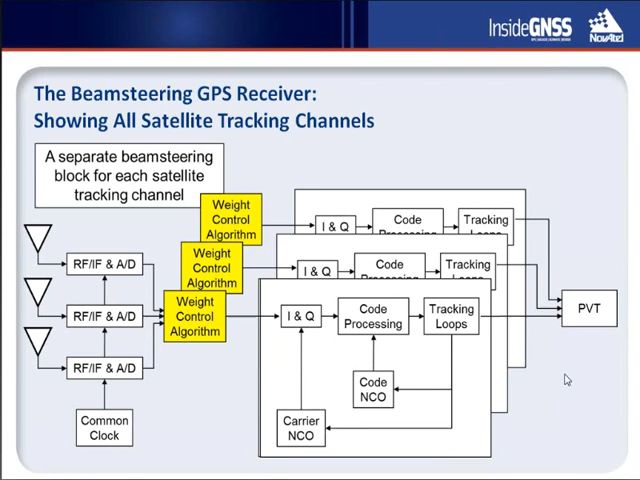 InsideGNSS
NovAtel
The Beamsteering GPS Receiver:
Showing All Satellite Tracking Channels
A separate beamsteering
block for each satellite
tracking channel
Weight
Control
Algorithm
I & Q
Code
Processing
Tracking
Loops
Weight
Control
Algorithm
I & Q
Code
Processing
Tracking
Loops
Weight
Control
Algorithm
I & Q
Code
Processing
Tracking
Loops
RF/IF & A/D
RF/IF & A/D
RF/IF & A/D
PVT
Code
NCO
Common
Clock
Carrier
NCO